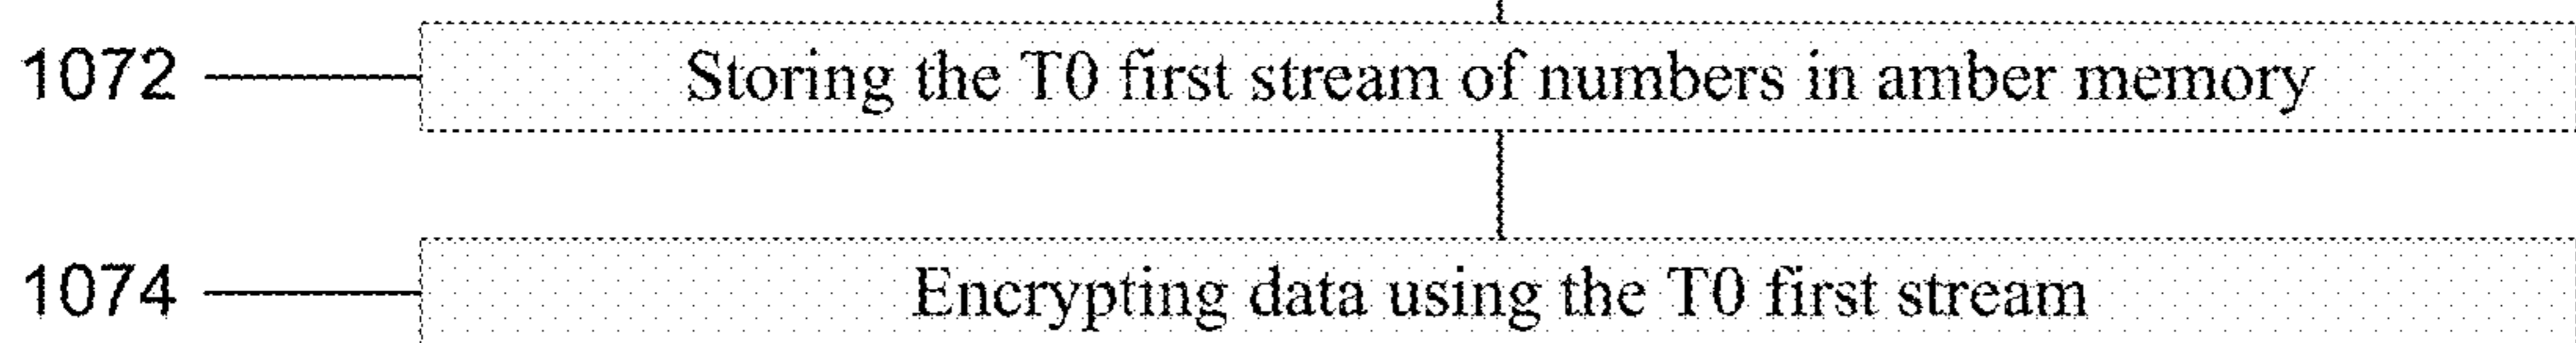 1072 Storing the T0 first stream of numbers in amber memory
1074 Encrypting data using the T0 first stream